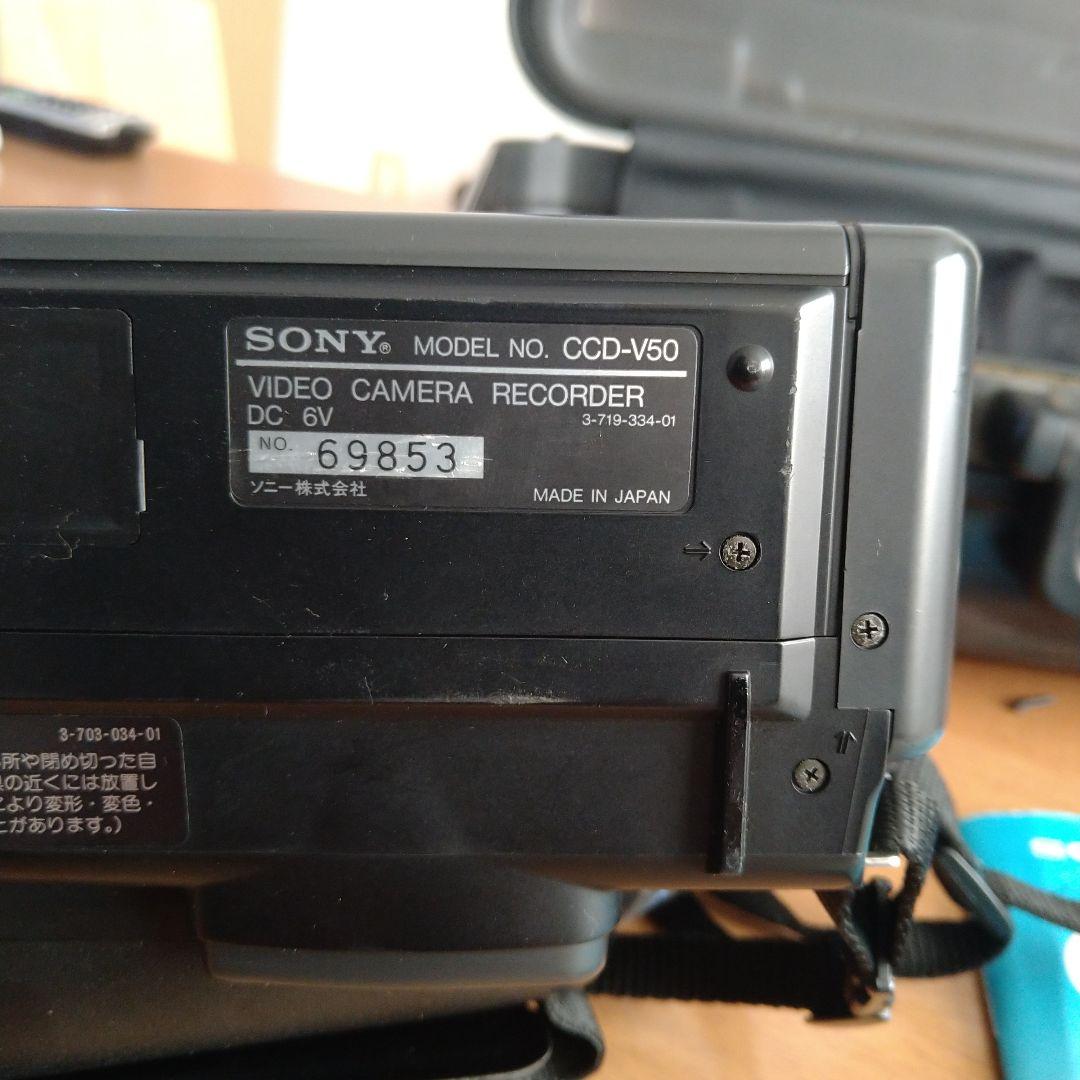 SONY® MODEL NO. CCD-V50
VIDEO CAMERA RECORDER
DC 6V 3-719-334-01
NO. 69853
ソニー株式会社 MADE IN JAPAN
⇒
⇒
3-703-034-01
所や閉め切った自
の近くには放置し
より変形・変色・
があります。)